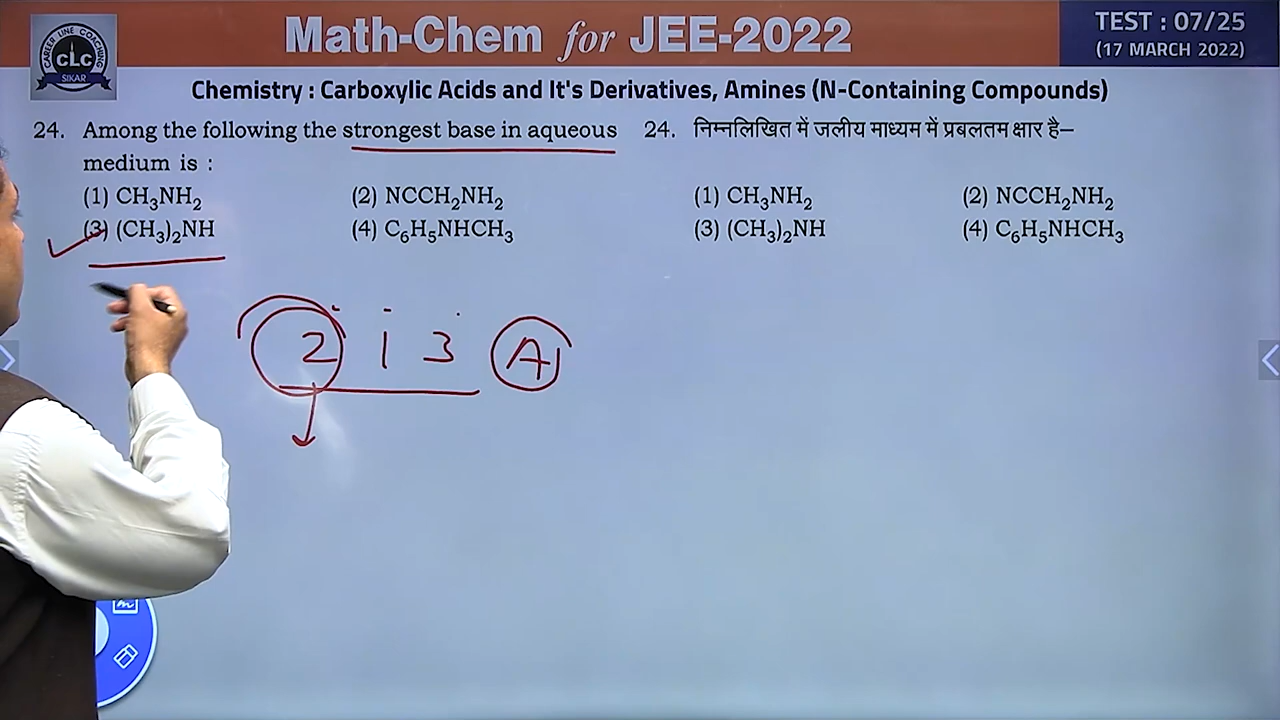 CAREER LINE COACHING
CLC
SIKAR
Math-Chem for JEE-2022
TEST : 07/25
(17 MARCH 2022)
Chemistry : Carboxylic Acids and It's Derivatives, Amines (N-Containing Compounds)
24. Among the following the strongest base in aqueous
medium is :
(1) CH₃NH₂ (2) NCCH₂NH₂
(3) (CH₃)₂NH (4) C₆H₅NHCH₃
24. निम्नलिखित में जलीय माध्यम में प्रबलतम क्षार है–
(1) CH₃NH₂ (2) NCCH₂NH₂
(3) (CH₃)₂NH (4) C₆H₅NHCH₃
2° 1° 3° Al